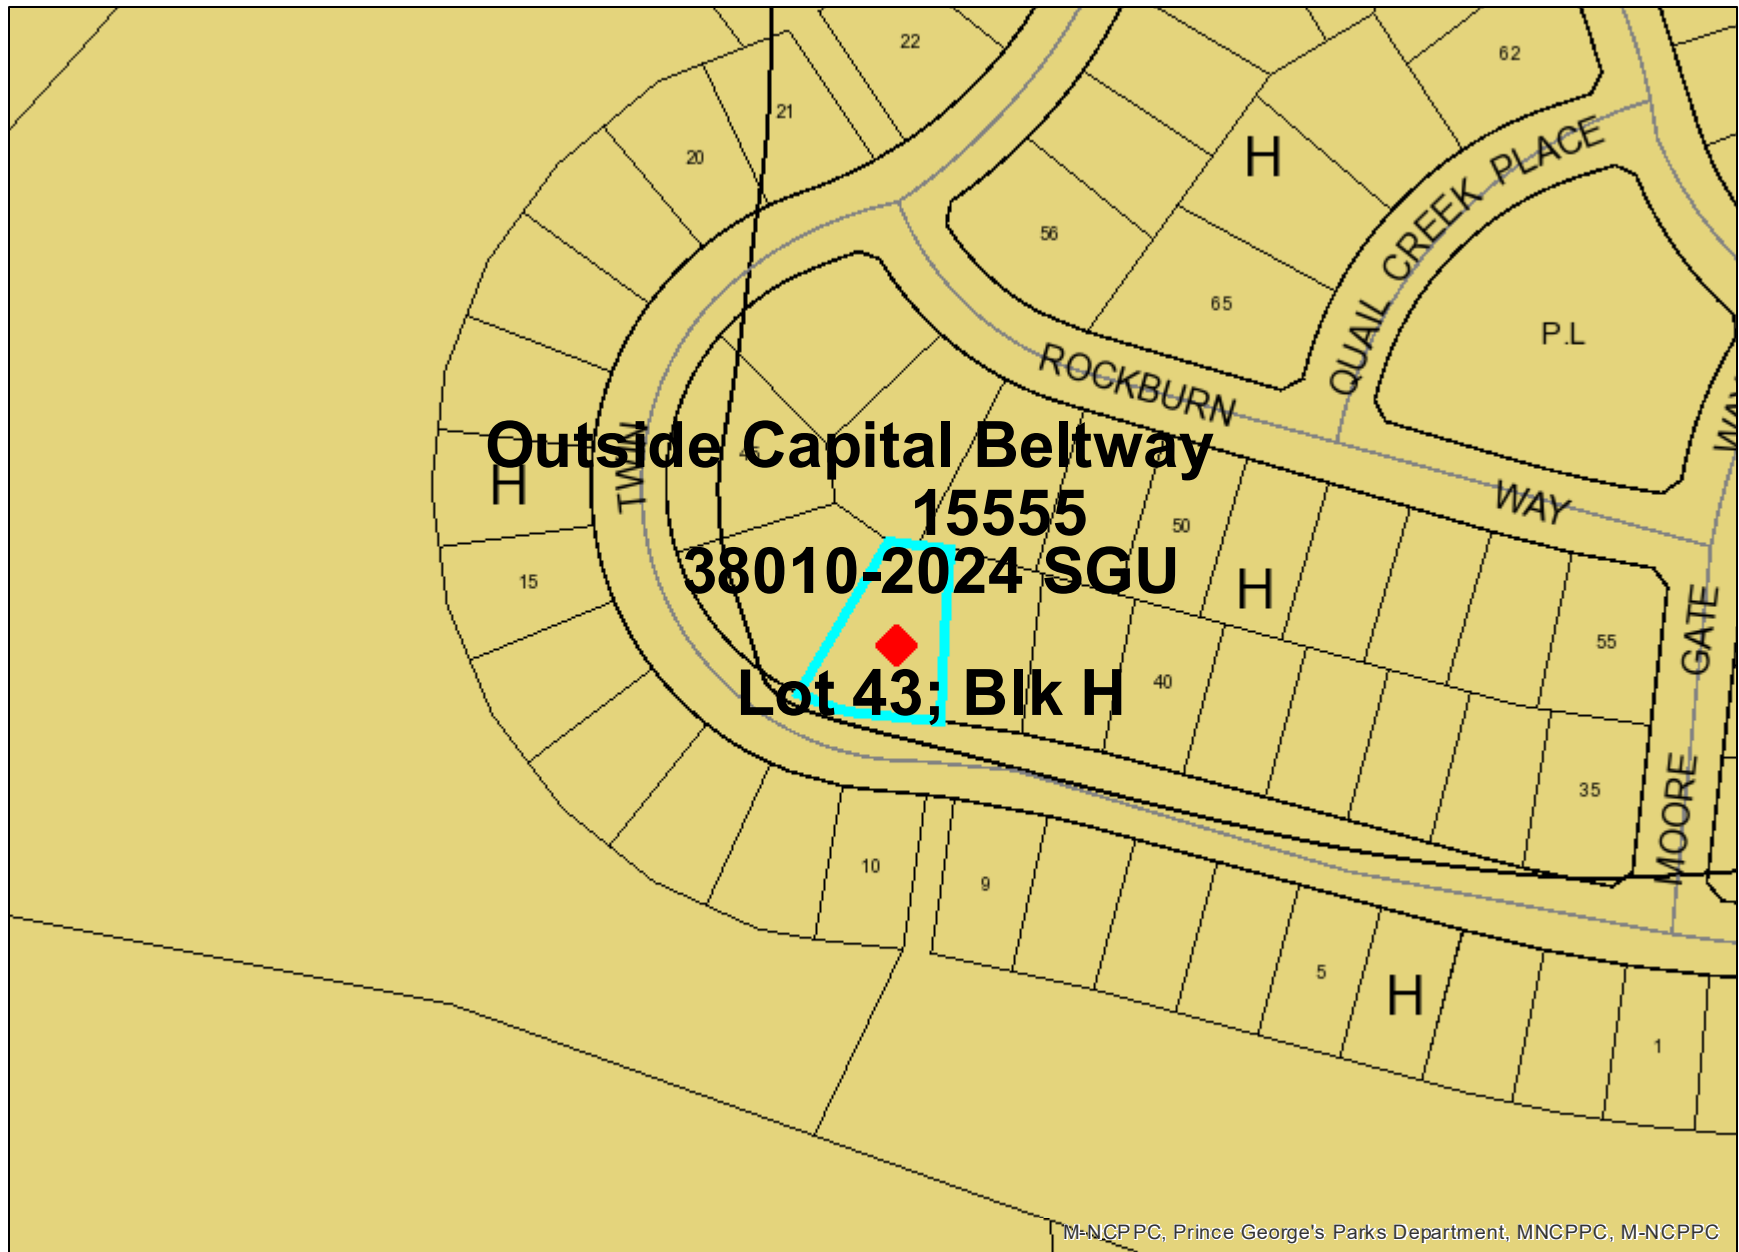 22
62
21
20
H
QUAIL CREEK PLACE
56
65
P.L
ROCKBURN
WAY
Outside Capital Beltway
H
TWIN
15555
WAY
50
38010-2024 SGU
H
15
GATE
55
40
Lot 43; Blk H
MOORE
35
10
9
5
H
1
M-NCPPC, Prince George's Parks Department, MNCPPC, M-NCPPC